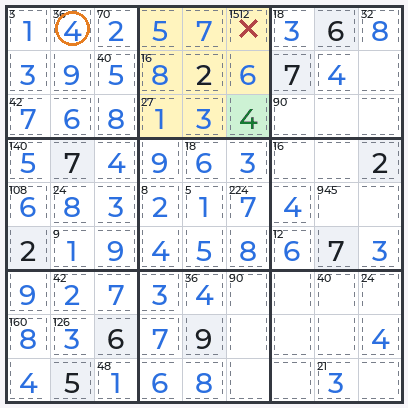 3 36 70 1512 18 32
1 4 2 5 7 3 6 8
40 16
3 9 5 8 2 6 7 4
42 27 90
7 6 8 1 3 4
140 18 16
5 7 4 9 6 3 2
108 24 8 5 224 945
6 8 3 2 1 7 4
9 12
2 1 9 4 5 8 6 7 3
42 36 90 40 24
9 2 7 3 4
160 126
8 3 6 7 9 4
48 21
4 5 1 6 8 3